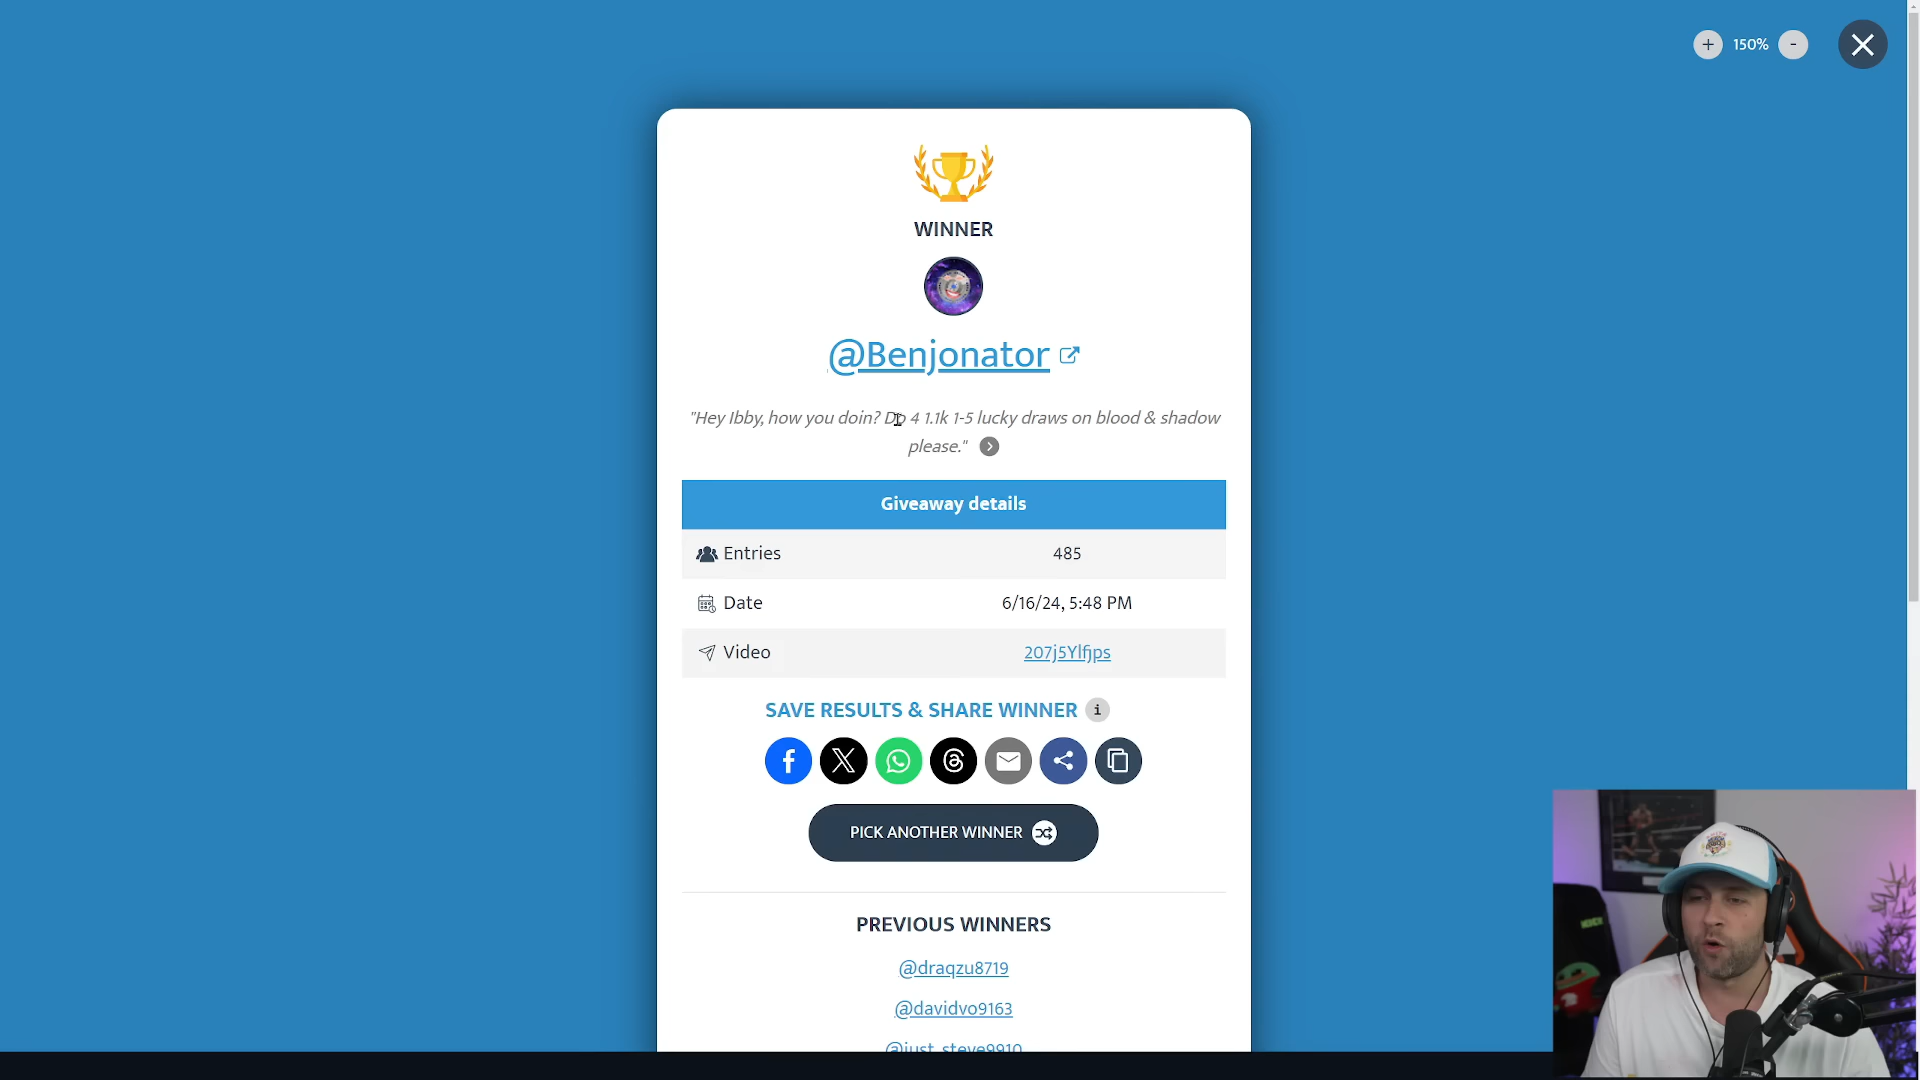 + 150% -
WINNER
@Benjonator
"Hey Ibby, how you doin? Do 4 1.1k 1-5 lucky draws on blood & shadow
please."
Giveaway details
Entries 485
Date 6/16/24, 5:48 PM
Video 207j5Ylfjps
SAVE RESULTS & SHARE WINNER i
PICK ANOTHER WINNER
PREVIOUS WINNERS
@draqzu8719
@davidvo9163
@just_steve9910